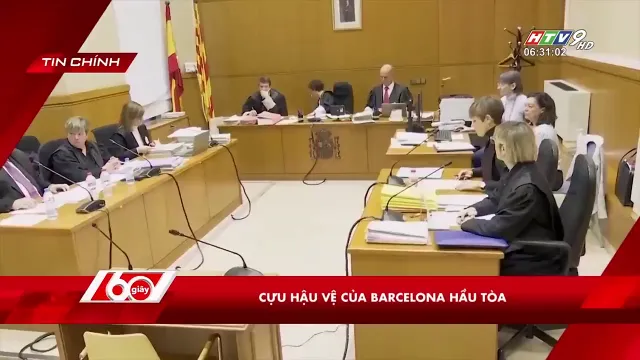 TIN CHÍNH
HTV9 HD
06:31:02
60 giây
CỰU HẬU VỆ CỦA BARCELONA HẦU TÒA